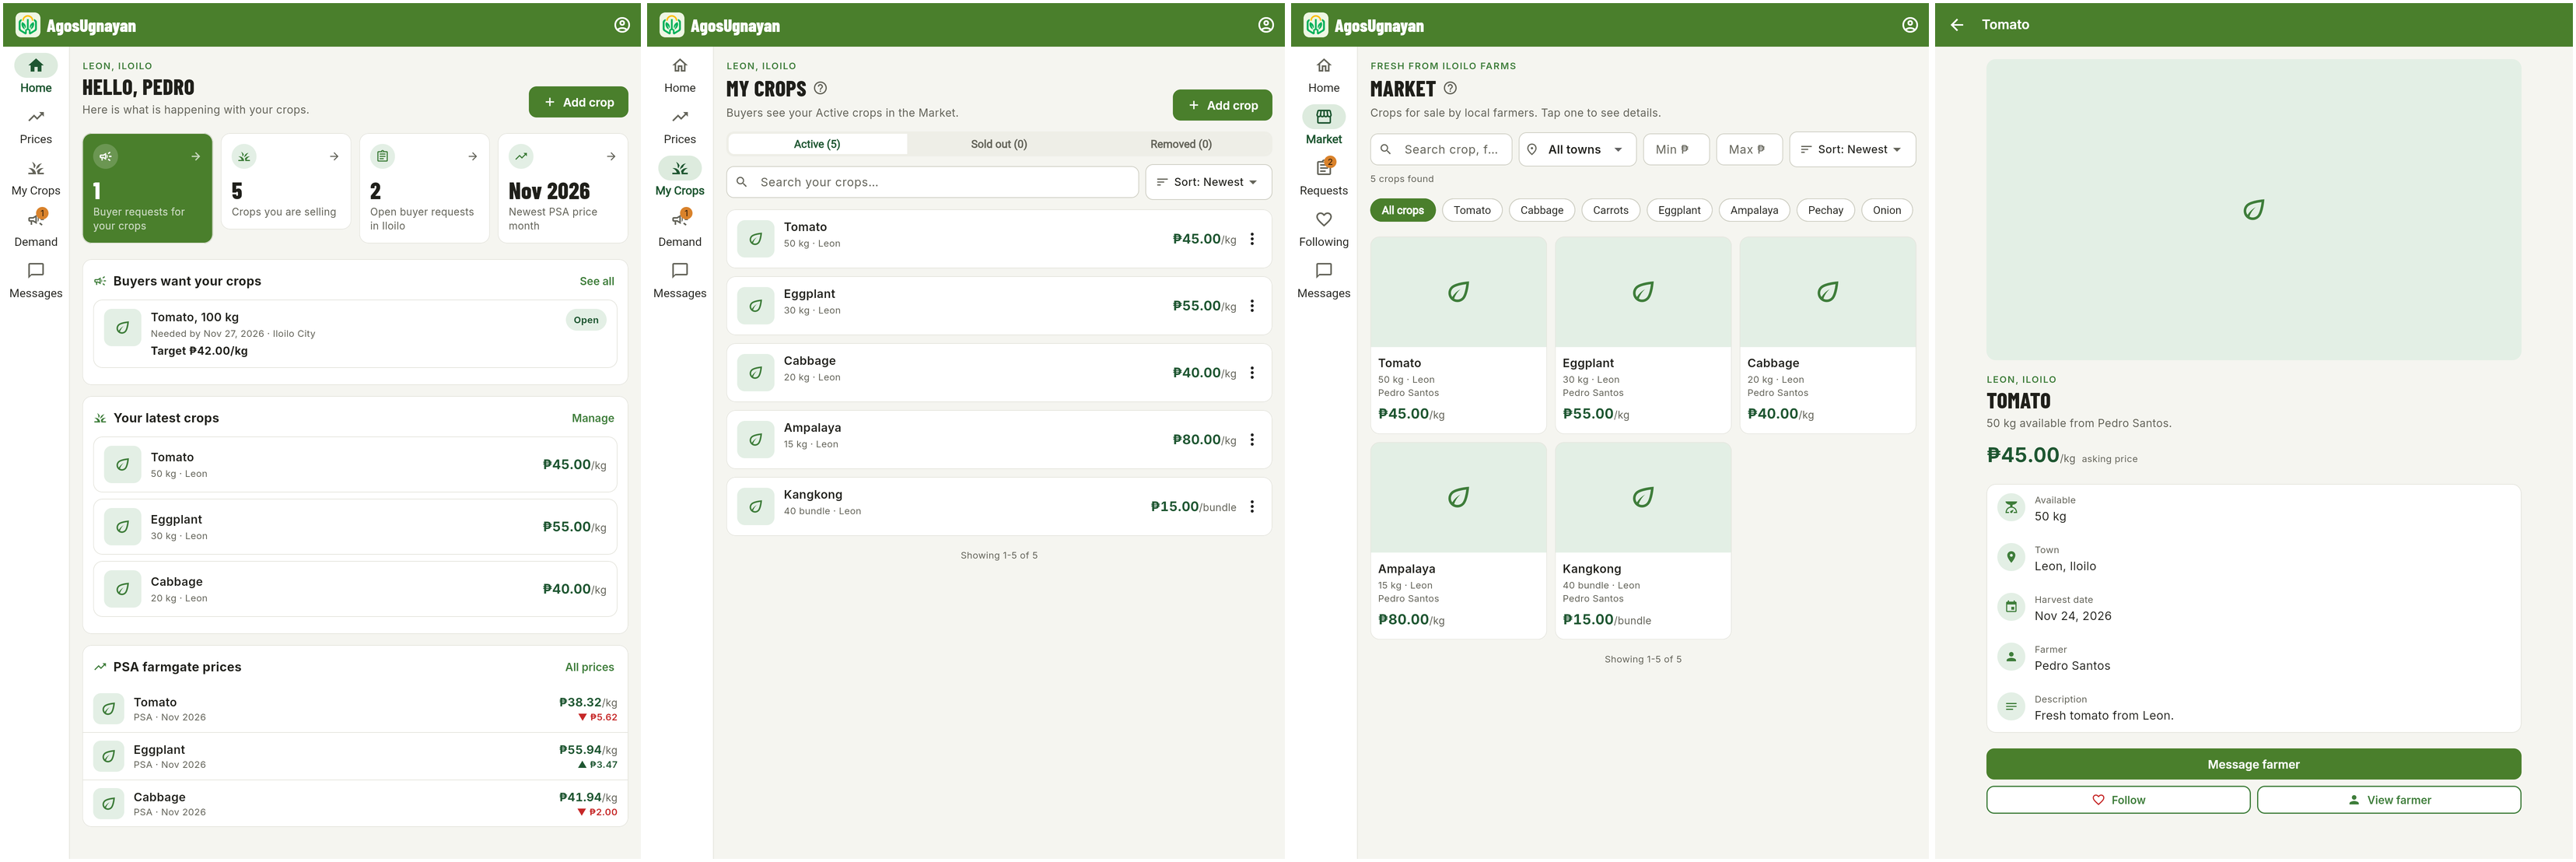 AgosUgnayan
Home
Prices
My Crops
1
Demand
Messages
LEON, ILOILO
HELLO, PEDRO
Here is what is happening with your crops.
+ Add crop
1
Buyer requests for
your crops
5
Crops you are selling
2
Open buyer requests
in Iloilo
Nov 2026
Newest PSA price
month
Buyers want your crops
See all
Tomato, 100 kg
Open
Needed by Nov 27, 2026 · Iloilo City
Target ₱42.00/kg
Your latest crops
Manage
Tomato
50 kg · Leon
₱45.00/kg
Eggplant
30 kg · Leon
₱55.00/kg
Cabbage
20 kg · Leon
₱40.00/kg
PSA farmgate prices
All prices
Tomato
PSA · Nov 2026
₱38.32/kg
▼ ₱5.62
Eggplant
PSA · Nov 2026
₱55.94/kg
▲ ₱3.47
Cabbage
PSA · Nov 2026
₱41.94/kg
▼ ₱2.00
AgosUgnayan
Home
Prices
My Crops
1
Demand
Messages
LEON, ILOILO
MY CROPS
Buyers see your Active crops in the Market.
+ Add crop
Active (5)
Sold out (0)
Removed (0)
Search your crops...
Sort: Newest
Tomato
50 kg · Leon
₱45.00/kg
Eggplant
30 kg · Leon
₱55.00/kg
Cabbage
20 kg · Leon
₱40.00/kg
Ampalaya
15 kg · Leon
₱80.00/kg
Kangkong
40 bundle · Leon
₱15.00/bundle
Showing 1-5 of 5
AgosUgnayan
Home
Market
2
Requests
Following
Messages
FRESH FROM ILOILO FARMS
MARKET
Crops for sale by local farmers. Tap one to see details.
Search crop, f...
All towns
Min ₱
Max ₱
Sort: Newest
5 crops found
All crops
Tomato
Cabbage
Carrots
Eggplant
Ampalaya
Pechay
Onion
Tomato
50 kg · Leon
Pedro Santos
₱45.00/kg
Eggplant
30 kg · Leon
Pedro Santos
₱55.00/kg
Cabbage
20 kg · Leon
Pedro Santos
₱40.00/kg
Ampalaya
15 kg · Leon
Pedro Santos
₱80.00/kg
Kangkong
40 bundle · Leon
Pedro Santos
₱15.00/bundle
Showing 1-5 of 5
Tomato
LEON, ILOILO
TOMATO
50 kg available from Pedro Santos.
₱45.00/kg asking price
Available
50 kg
Town
Leon, Iloilo
Harvest date
Nov 24, 2026
Farmer
Pedro Santos
Description
Fresh tomato from Leon.
Message farmer
Follow
View farmer